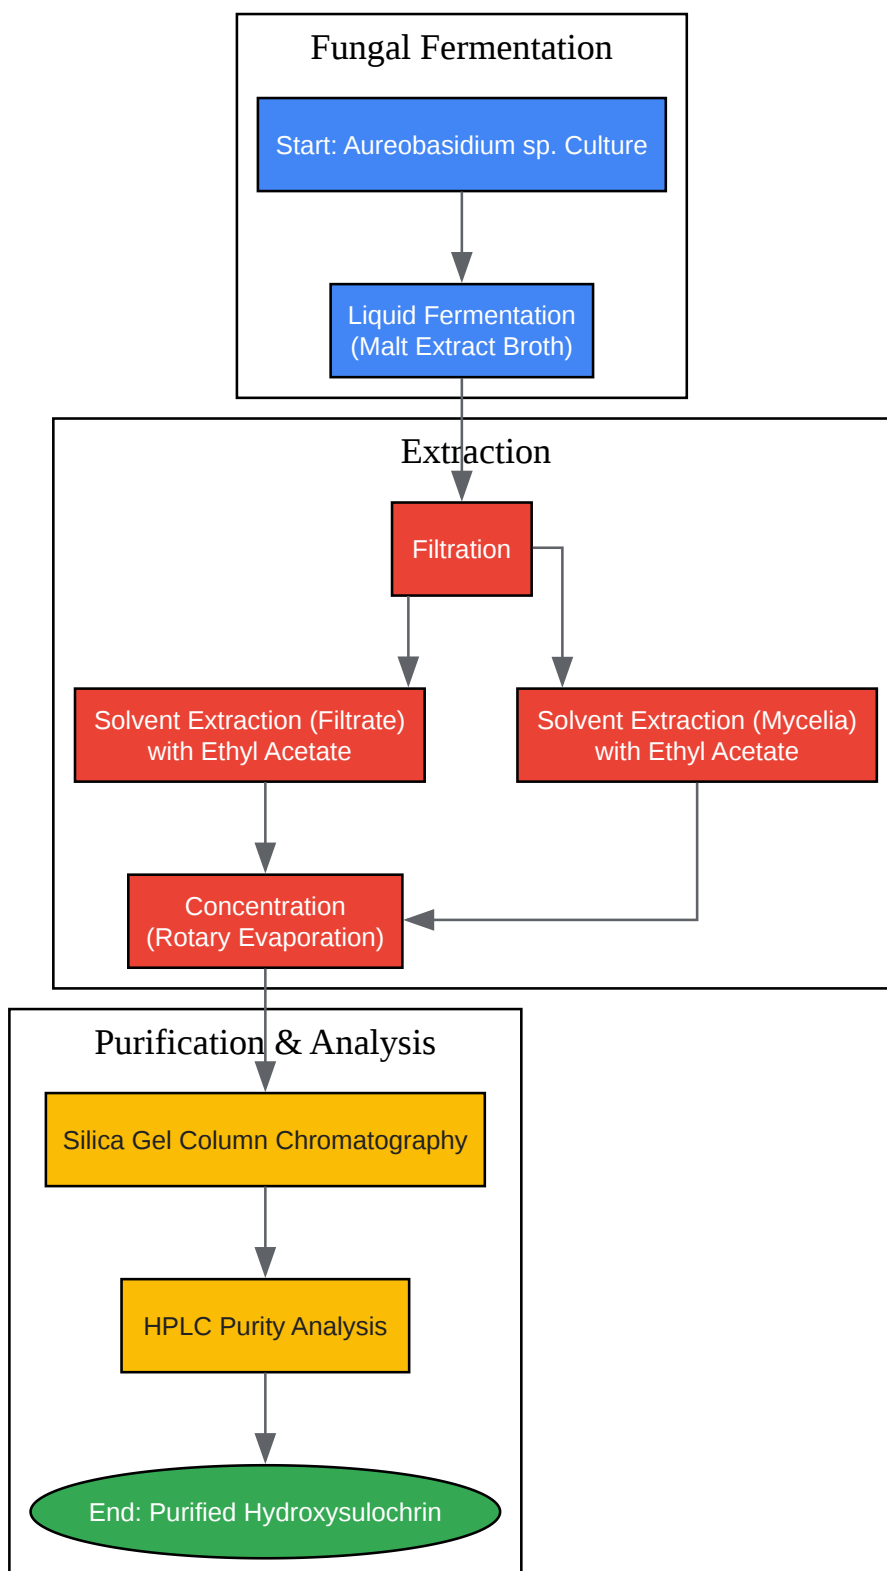 Fungal Fermentation
Start: Aureobasidium sp. Culture
Liquid Fermentation
(Malt Extract Broth)
Extraction
Filtration
Solvent Extraction (Filtrate)
with Ethyl Acetate
Solvent Extraction (Mycelia)
with Ethyl Acetate
Concentration
(Rotary Evaporation)
Purification & Analysis
Silica Gel Column Chromatography
HPLC Purity Analysis
End: Purified Hydroxysulochrin